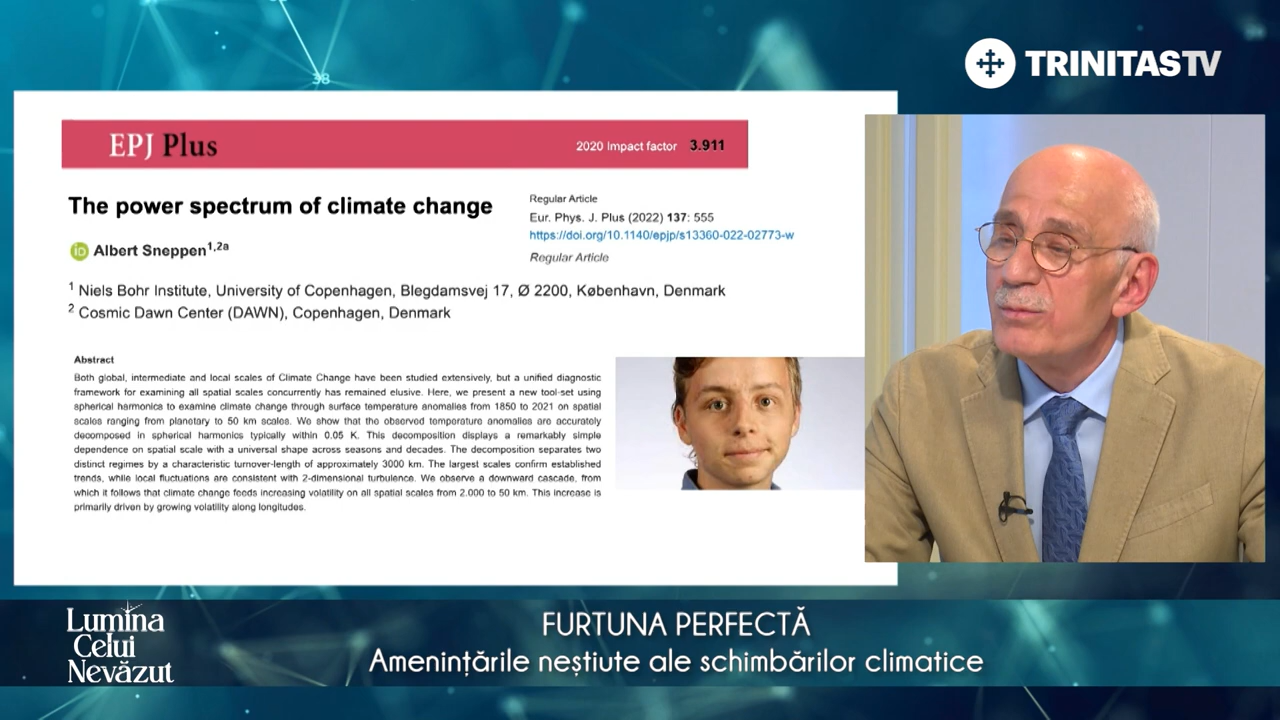 38
TRINITASTV
EPJ Plus
2020 Impact factor 3.911
The power spectrum of climate change
Regular Article
Eur. Phys. J. Plus (2022) 137: 555
https://doi.org/10.1140/epjp/s13360-022-02773-w
Regular Article
iD Albert Sneppen1,2a
1 Niels Bohr Institute, University of Copenhagen, Blegdamsvej 17, Ø 2200, København, Denmark
2 Cosmic Dawn Center (DAWN), Copenhagen, Denmark
Abstract
Both global, intermediate and local scales of Climate Change have been studied extensively, but a unified diagnostic
framework for examining all spatial scales concurrently has remained elusive. Here, we present a new tool-set using
spherical harmonics to examine climate change through surface temperature anomalies from 1850 to 2021 on spatial
scales ranging from planetary to 50 km scales. We show that the observed temperature anomalies are accurately
decomposed in spherical harmonics typically within 0.05 K. This decomposition displays a remarkably simple
dependence on spatial scale with a universal shape across seasons and decades. The decomposition separates two
distinct regimes by a characteristic turnover-length of approximately 3000 km. The largest scales confirm established
trends, while local fluctuations are consistent with 2-dimensional turbulence. We observe a downward cascade, from
which it follows that climate change feeds increasing volatility on all spatial scales from 2.000 to 50 km. This increase is
primarily driven by growing volatility along longitudes.
Lumina
Celui
Nevăzut
FURTUNA PERFECTĂ
Amenințările neștiute ale schimbărilor climatice